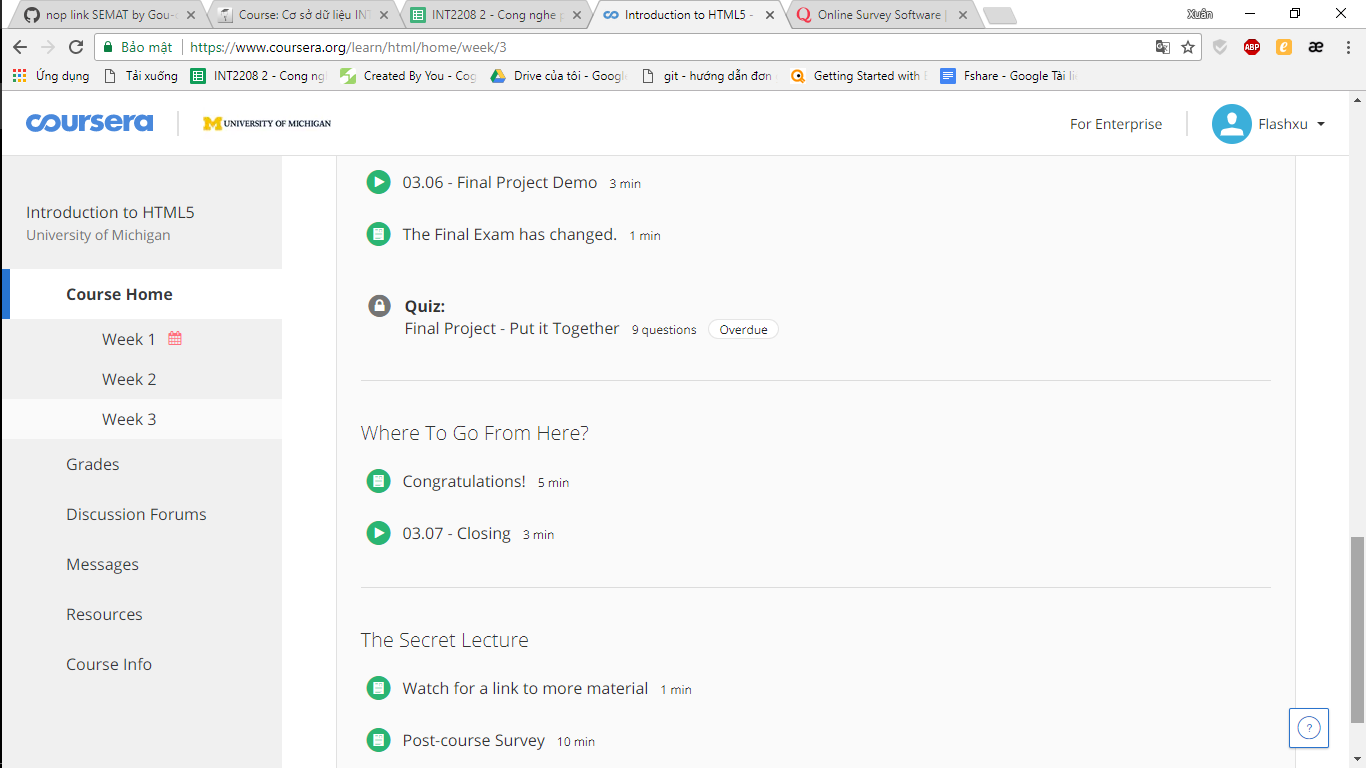 nop link SEMAT by Gou-
Course: Cơ sở dữ liệu INT
INT2208 2 - Cong nghe p
Introduction to HTML5 -
Online Survey Software |
Xuân
Bảo mật
https://www.coursera.org/learn/html/home/week/3
ABP
Ứng dụng
Tải xuống
INT2208 2 - Cong ngh
Created By You - Cog
Drive của tôi - Google
git - hướng dẫn đơn
Getting Started with E
Fshare - Google Tài li
coursera
UNIVERSITY OF MICHIGAN
For Enterprise
Flashxu
Introduction to HTML5
University of Michigan
Course Home
Week 1
Week 2
Week 3
Grades
Discussion Forums
Messages
Resources
Course Info
03.06 - Final Project Demo 3 min
The Final Exam has changed. 1 min
Quiz:
Final Project - Put it Together 9 questions Overdue
Where To Go From Here?
Congratulations! 5 min
03.07 - Closing 3 min
The Secret Lecture
Watch for a link to more material 1 min
Post-course Survey 10 min
?